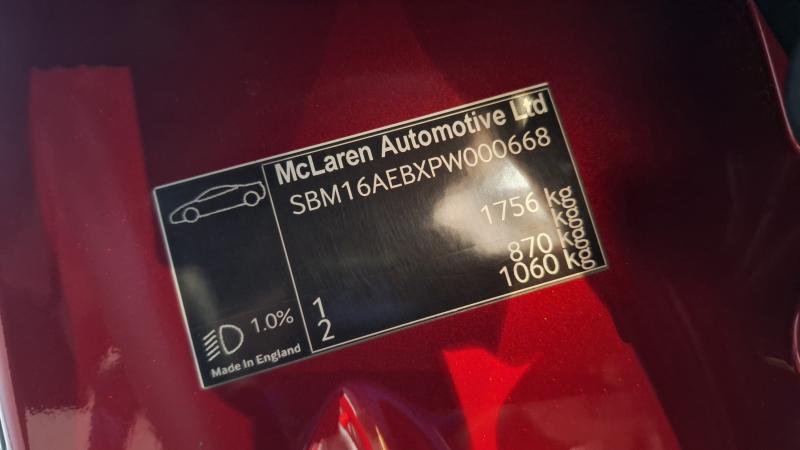 McLaren Automotive Ltd
SBM16AEBXPW000668
1756 kg
kg
1 870 kg
2 1060 kg
1.0%
Made In England